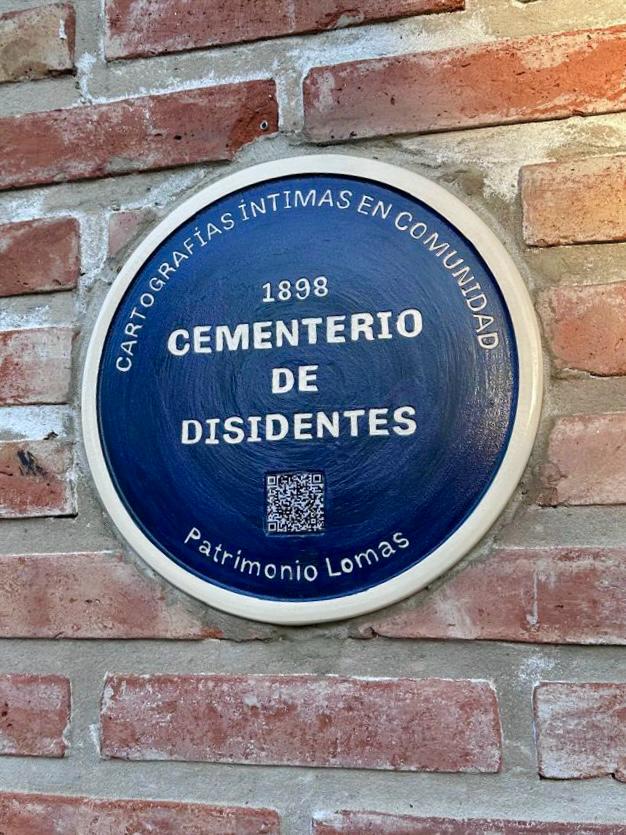 CARTOGRAFÍAS ÍNTIMAS EN COMUNIDAD
1898
CEMENTERIO
DE
DISIDENTES
Patrimonio Lomas